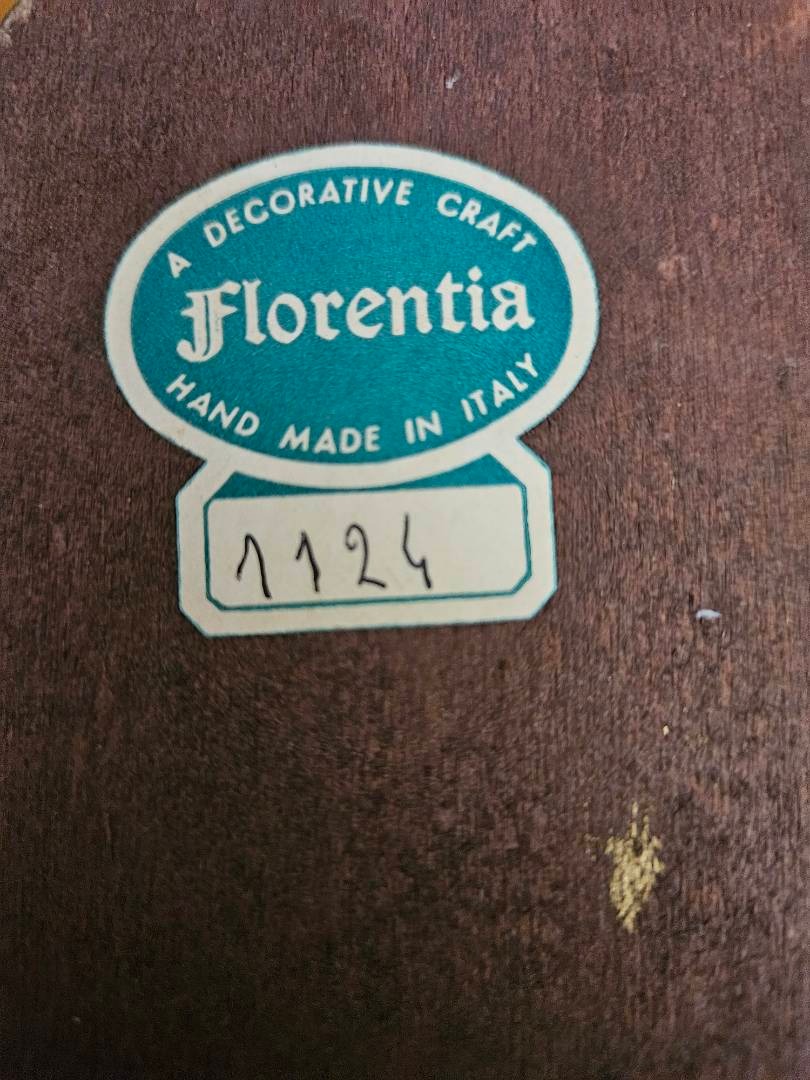 A DECORATIVE CRAFT
Florentia
HAND MADE IN ITALY
1124